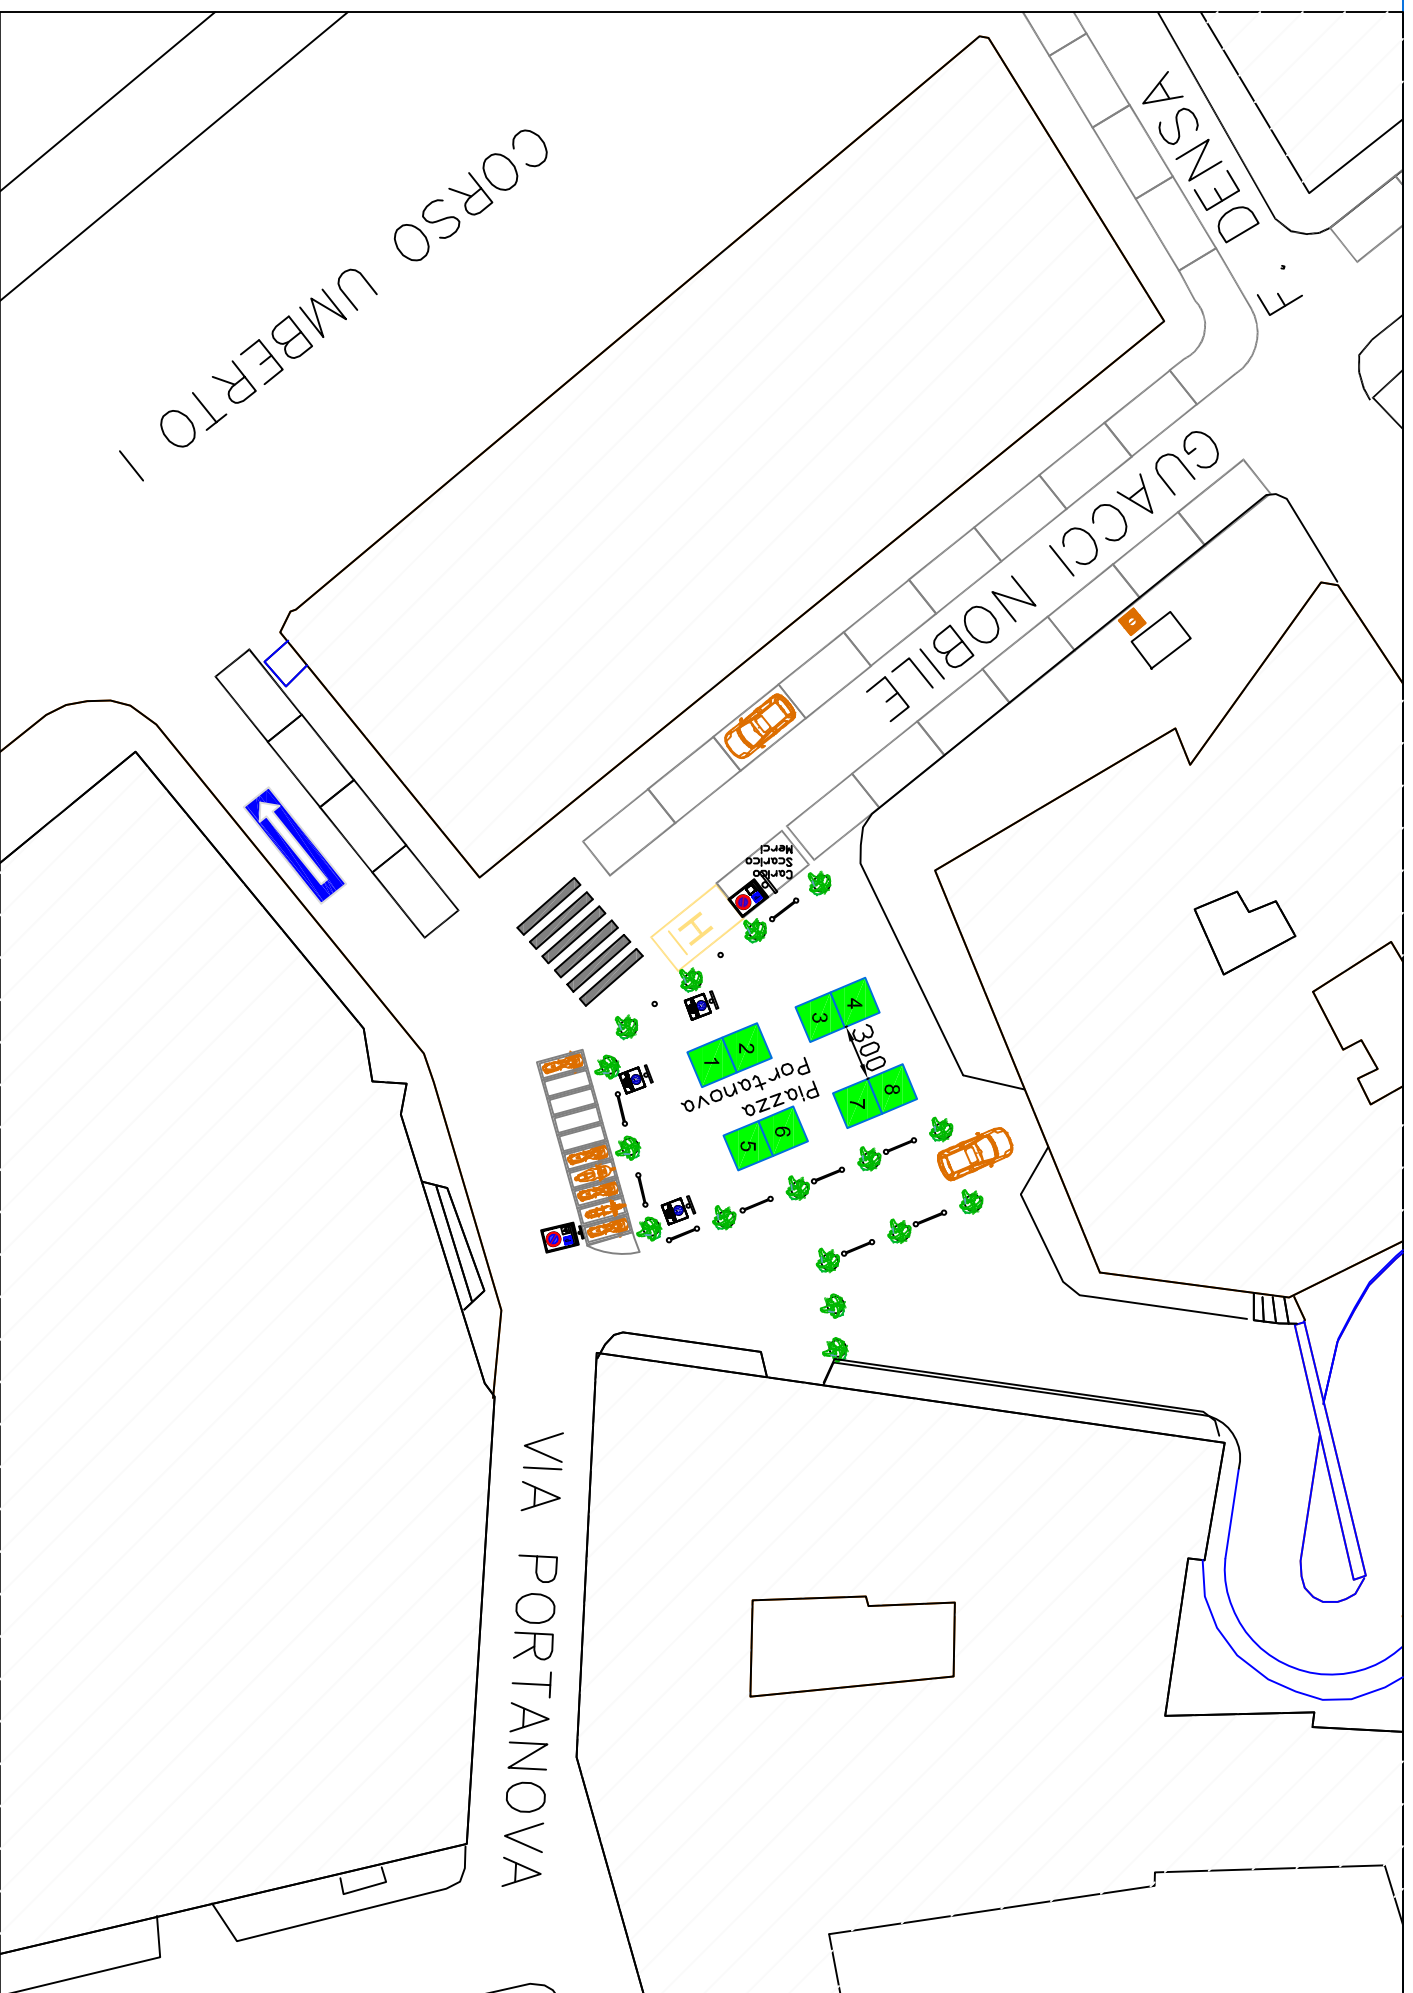 CORSO UMBERTO I
F. DENSA
GUACCI NOBILE
Carico
Scarico
Merci
H
4
3
2
1
300
Piazza
Portanova
8
7
6
5
VIA PORTANOVA